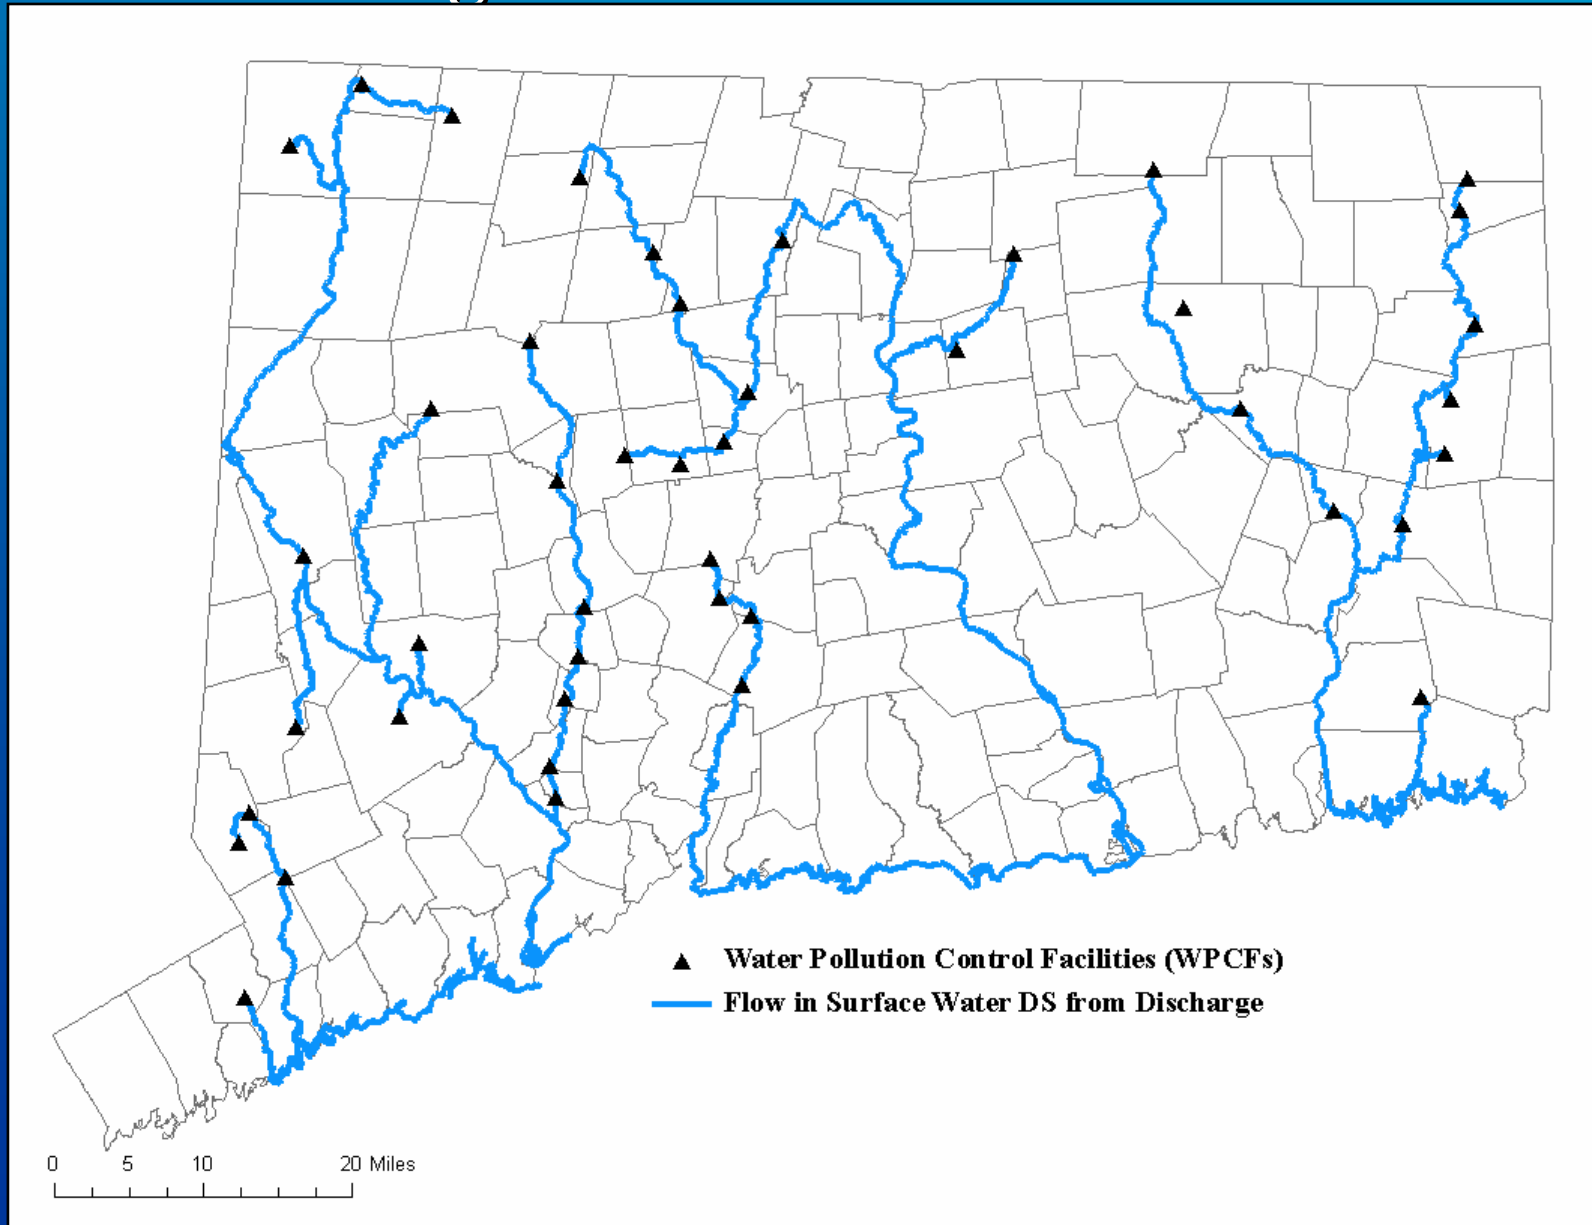 Water Pollution Control Facilities (WPCFs)
Flow in Surface Water DS from Discharge
0 5 10 20 Miles